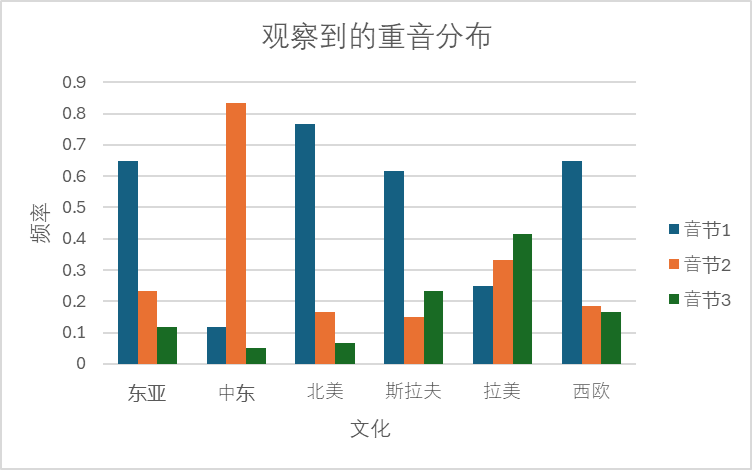 观察到的重音分布
0.9
0.8
0.7
0.6
0.5
0.4
0.3
0.2
0.1
0
频率
东亚 中东 北美 斯拉夫 拉美 西欧
文化
音节1
音节2
音节3